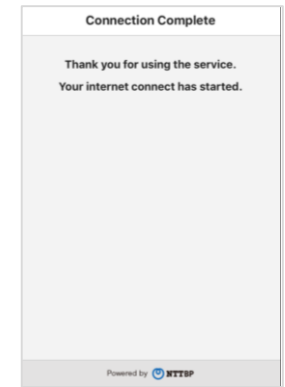 Connection Complete
Thank you for using the service.
Your internet connect has started.
Powered by NTTBP